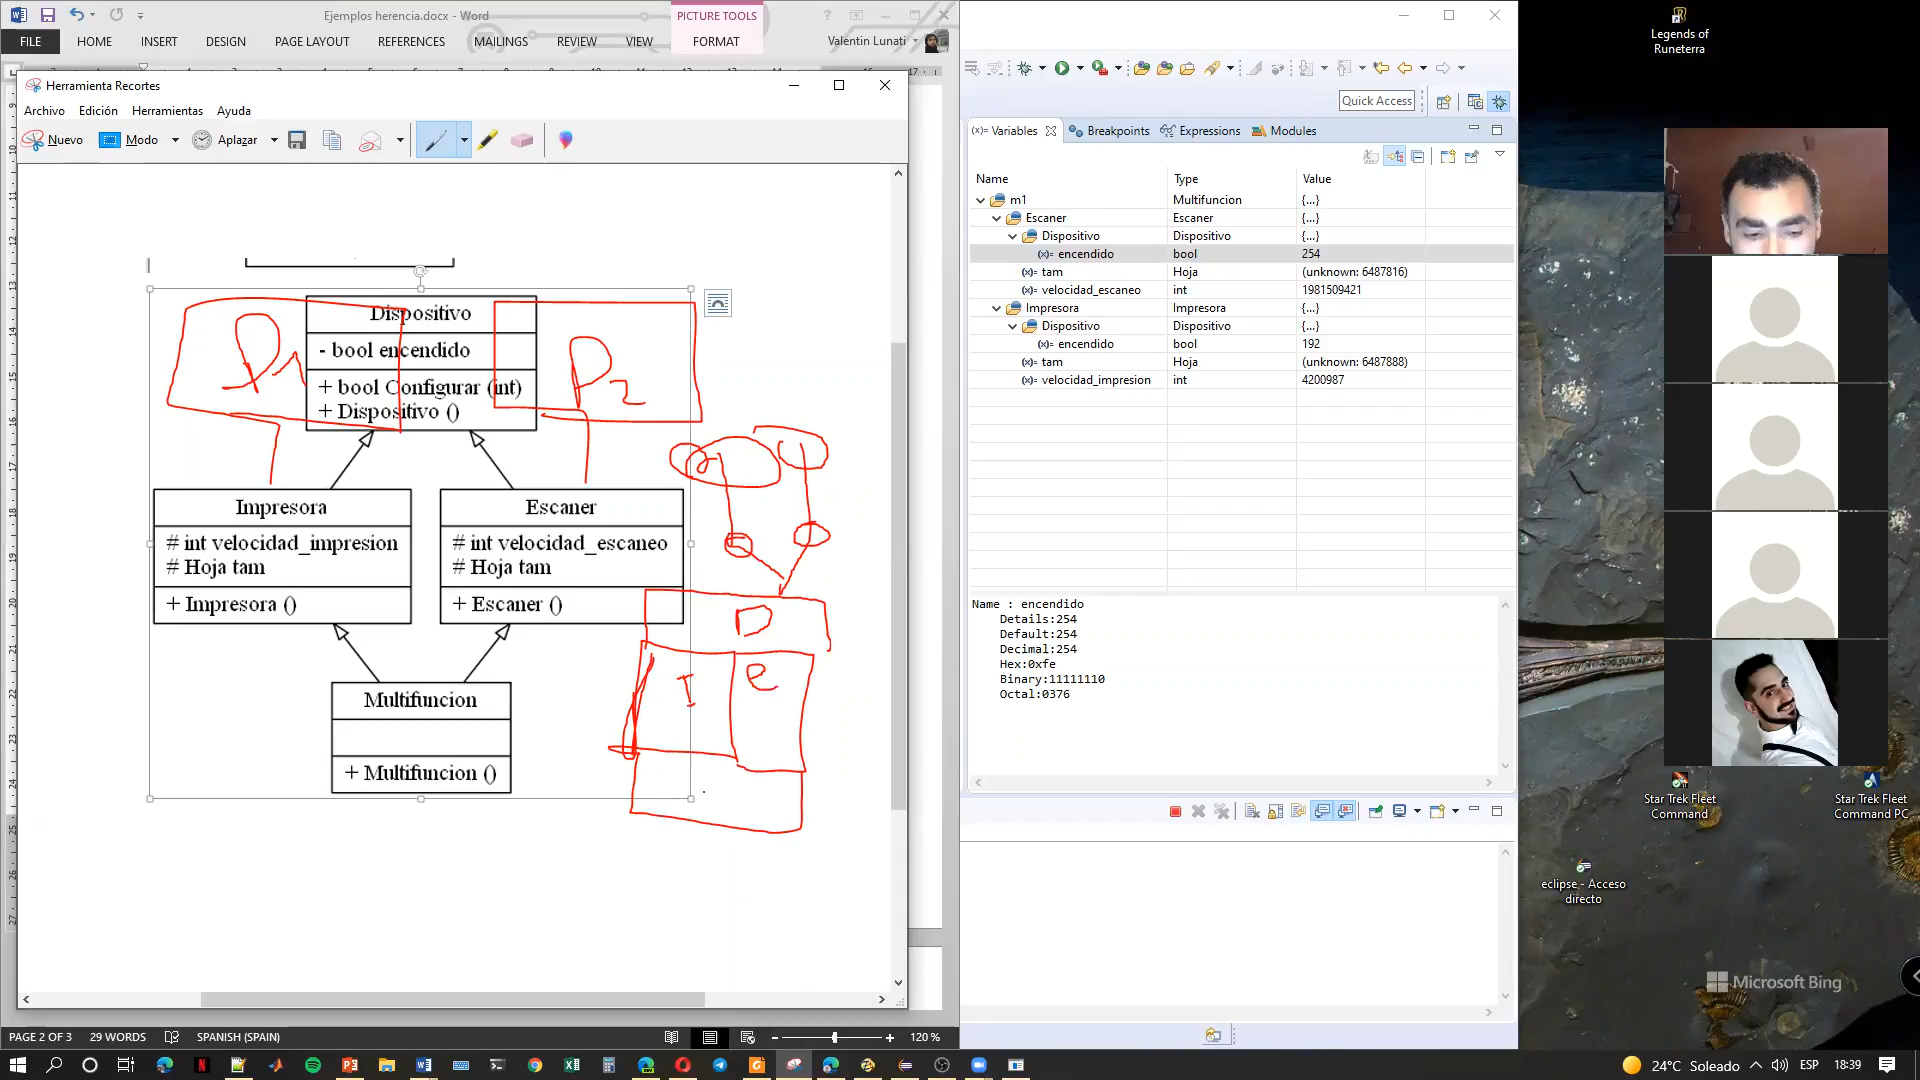 Ejemplos herencia.docx - Word
PICTURE TOOLS
FILE
HOME
INSERT
DESIGN
PAGE LAYOUT
REFERENCES
MAILINGS
REVIEW
VIEW
FORMAT
Valentin Lunati
Herramienta Recortes
Archivo
Edición
Herramientas
Ayuda
Nuevo
Modo
Aplazar
Dispositivo
- bool encendido
+ bool Configurar (int)
+ Dispositivo ()
D1
D2
Impresora
# int velocidad_impresion
# Hoja tam
+ Impresora ()
Escaner
# int velocidad_escaneo
# Hoja tam
+ Escaner ()
Multifuncion
+ Multifuncion ()
D
I
e
PAGE 2 OF 3
29 WORDS
SPANISH (SPAIN)
120 %
Quick Access
(x)= Variables
Breakpoints
Expressions
Modules
Name Type Value
m1 Multifuncion {...}
Escaner Escaner {...}
Dispositivo Dispositivo {...}
(x)= encendido bool 254
(x)= tam Hoja (unknown: 6487816)
(x)= velocidad_escaneo int 1981509421
Impresora Impresora {...}
Dispositivo Dispositivo {...}
(x)= encendido bool 192
(x)= tam Hoja (unknown: 6487888)
(x)= velocidad_impresion int 4200987
Name : encendido
Details:254
Default:254
Decimal:254
Hex:0xfe
Binary:11111110
Octal:0376
Legends of
Runeterra
Star Trek Fleet
Command
Star Trek Fleet
Command PC
eclipse - Acceso
directo
Microsoft Bing
24°C Soleado
ESP
18:39